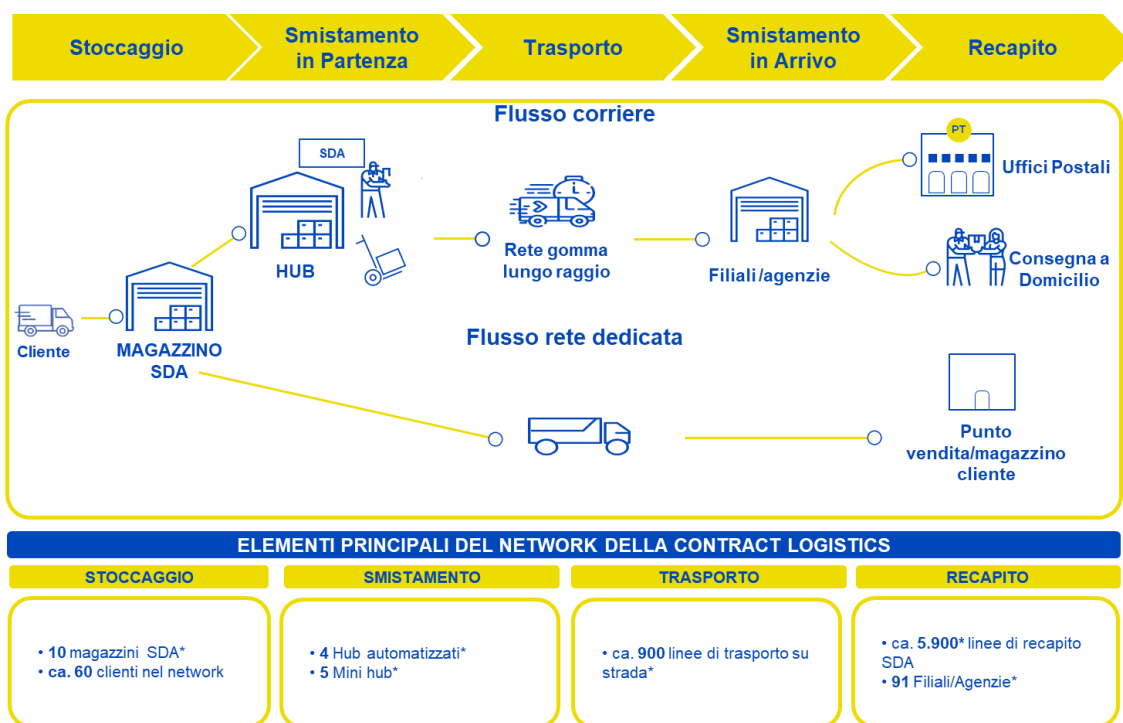 Stoccaggio
Smistamento
in Partenza
Trasporto
Smistamento
in Arrivo
Recapito
Flusso corriere
SDA
HUB
Rete gomma
lungo raggio
Filiali/agenzie
PT
Uffici Postali
Consegna a
Domicilio
Cliente
MAGAZZINO
SDA
Flusso rete dedicata
Punto
vendita/magazzino
cliente
ELEMENTI PRINCIPALI DEL NETWORK DELLA CONTRACT LOGISTICS
STOCCAGGIO
• 10 magazzini SDA*
• ca. 60 clienti nel network
SMISTAMENTO
• 4 Hub automatizzati*
• 5 Mini hub*
TRASPORTO
• ca. 900 linee di trasporto su
strada*
RECAPITO
• ca. 5.900* linee di recapito
SDA
• 91 Filiali/Agenzie*